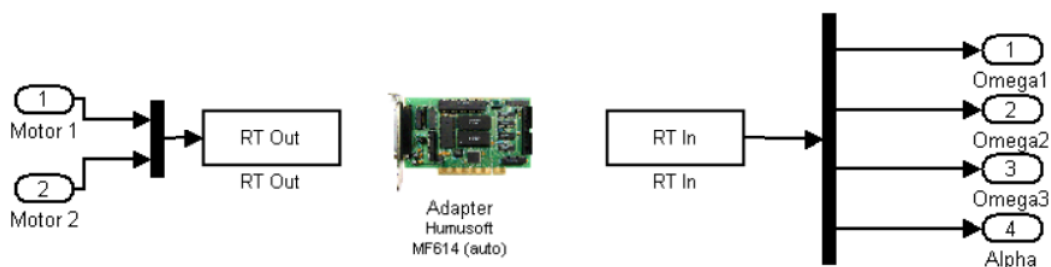 1
Motor 1
2
Motor 2
RT Out
RT Out
Adapter
Humusoft
MF614 (auto)
RT In
RT In
1
Omega1
2
Omega2
3
Omega3
4
Alpha